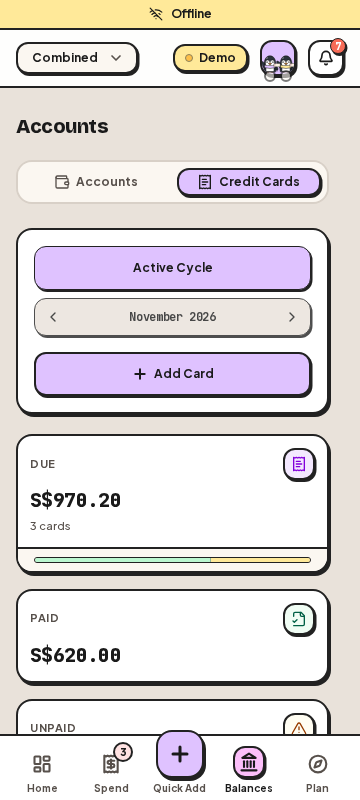 Offline
Combined
Demo
7
Accounts
Accounts
Credit Cards
Active Cycle
November 2026
Add Card
DUE
S$970.20
3 cards
PAID
S$620.00
UNPAID
3
Home
Spend
Quick Add
Balances
Plan